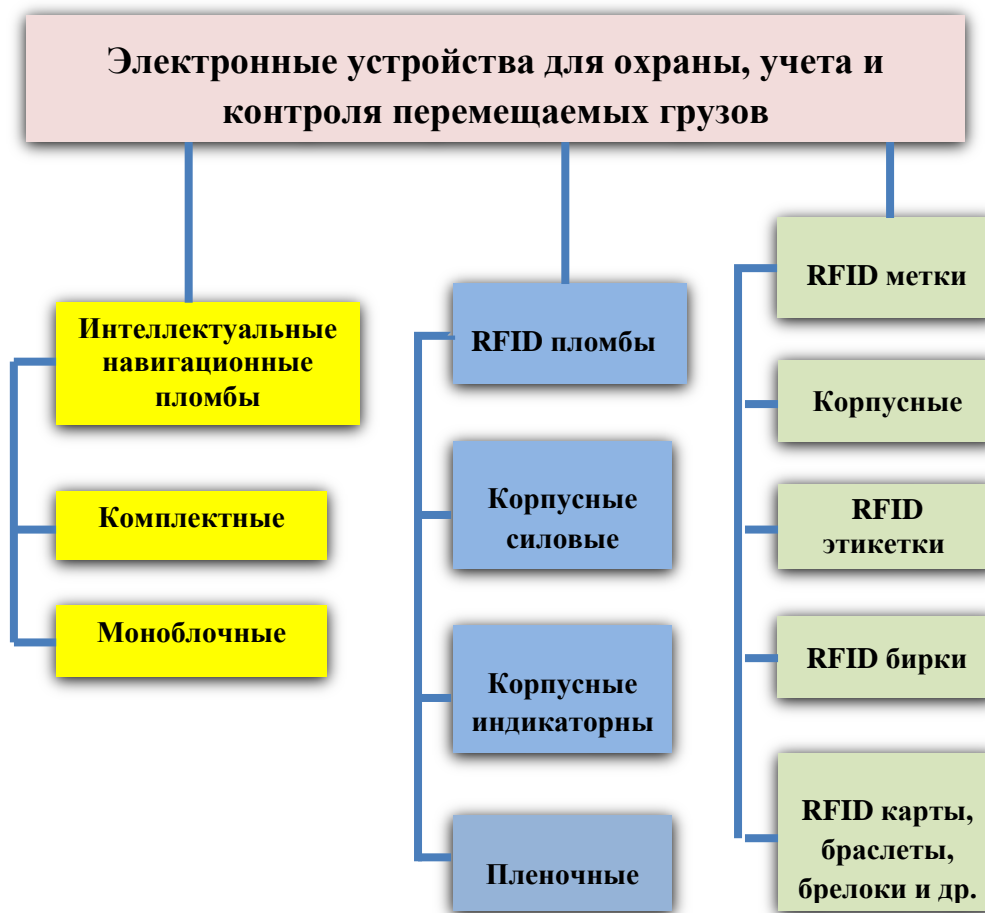 Электронные устройства для охраны, учета и
контроля перемещаемых грузов
Интеллектуальные
навигационные
пломбы
Комплектные
Моноблочные
RFID пломбы
Корпусные
силовые
Корпусные
индикаторны
Пленочные
RFID метки
Корпусные
RFID
этикетки
RFID бирки
RFID карты,
браслеты,
брелоки и др.